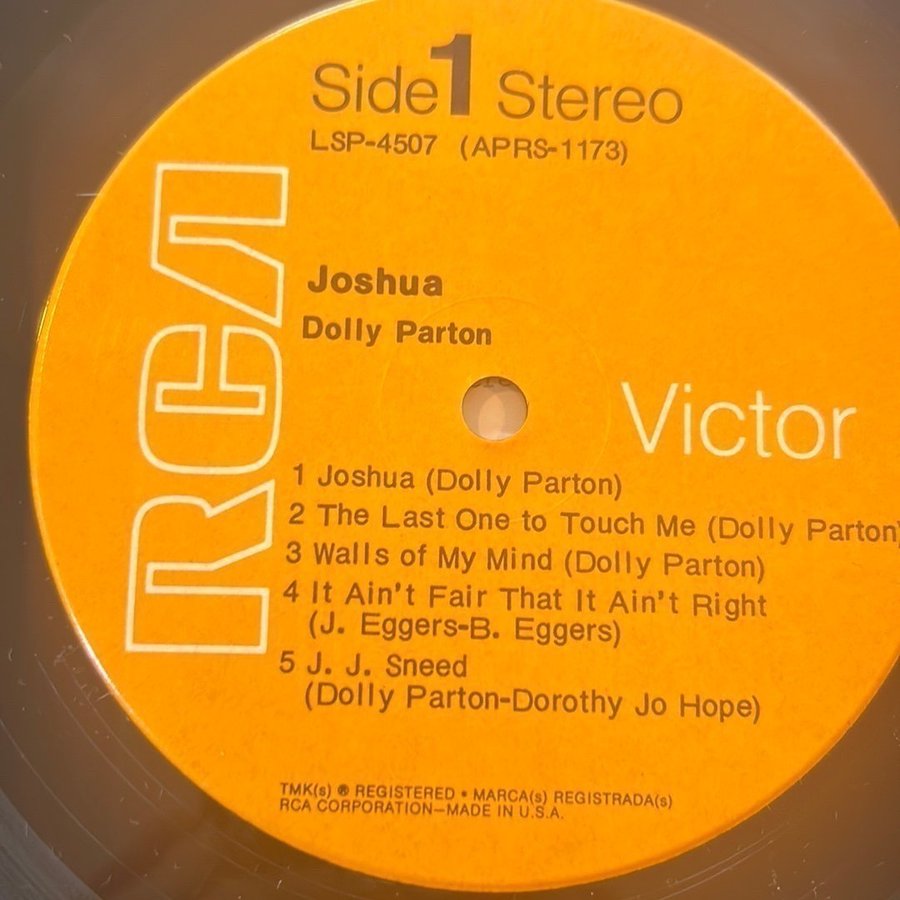 Side 1 Stereo
LSP-4507 (APRS-1173)
RCA
Joshua
Dolly Parton
Victor
1 Joshua (Dolly Parton)
2 The Last One to Touch Me (Dolly Parton)
3 Walls of My Mind (Dolly Parton)
4 It Ain't Fair That It Ain't Right
(J. Eggers-B. Eggers)
5 J. J. Sneed
(Dolly Parton-Dorothy Jo Hope)
TMK(s) ® REGISTERED • MARCA(s) REGISTRADA(s)
RCA CORPORATION—MADE IN U.S.A.